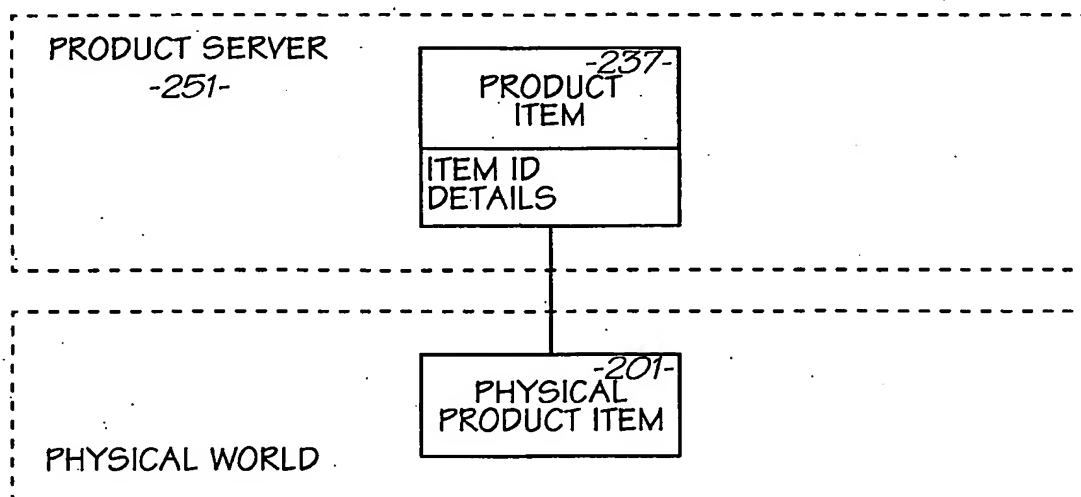 PRODUCT SERVER
-251-
-237-
PRODUCT
ITEM
ITEM ID
DETAILS
-201-
PHYSICAL
PRODUCT ITEM
PHYSICAL WORLD